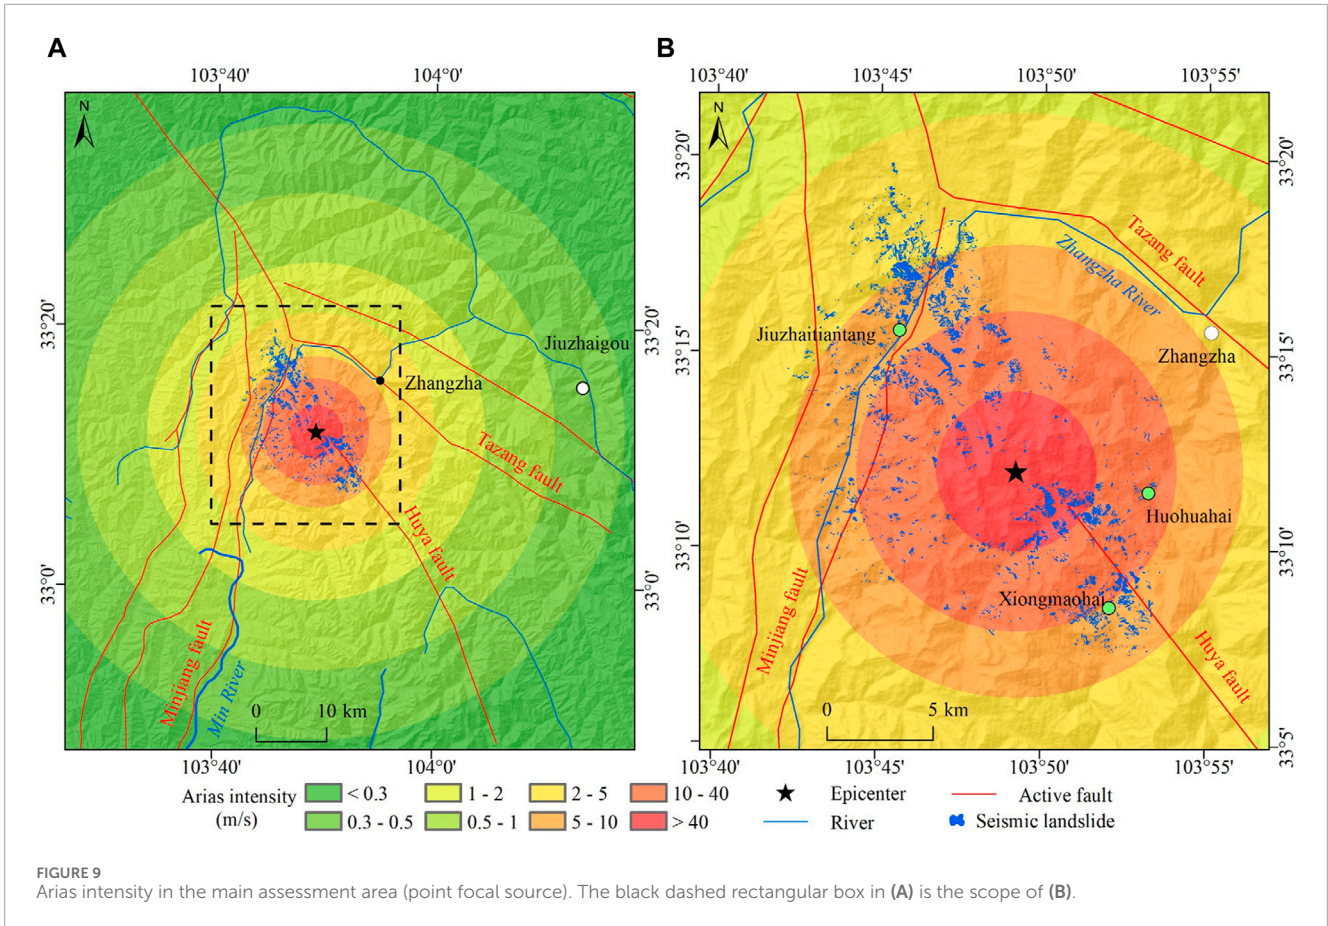 A
B
103°40'
104°0'
103°40'
103°45'
103°50'
103°55'
N
N
33°20'
33°20'
33°20'
33°20'
Jiuzhaigou
Zhangzha
Tazang fault
Huya fault
33°0'
33°0'
Minjiang fault
Min River
0
10 km
103°40'
104°0'
Tazang fault
Zhangzha River
Jiuzhaitiantang
Zhangzha
33°15'
33°15'
Huohuahai
33°10'
33°10'
Xiongmaohai
Minjiang fault
Huya fault
0
5 km
33°5'
103°40'
103°45'
103°50'
103°55'
Arias intensity
(m/s)
< 0.3
1 - 2
2 - 5
10 - 40
0.3 - 0.5
0.5 - 1
5 - 10
> 40
Epicenter
Active fault
River
Seismic landslide
FIGURE 9
Arias intensity in the main assessment area (point focal source). The black dashed rectangular box in (A) is the scope of (B).